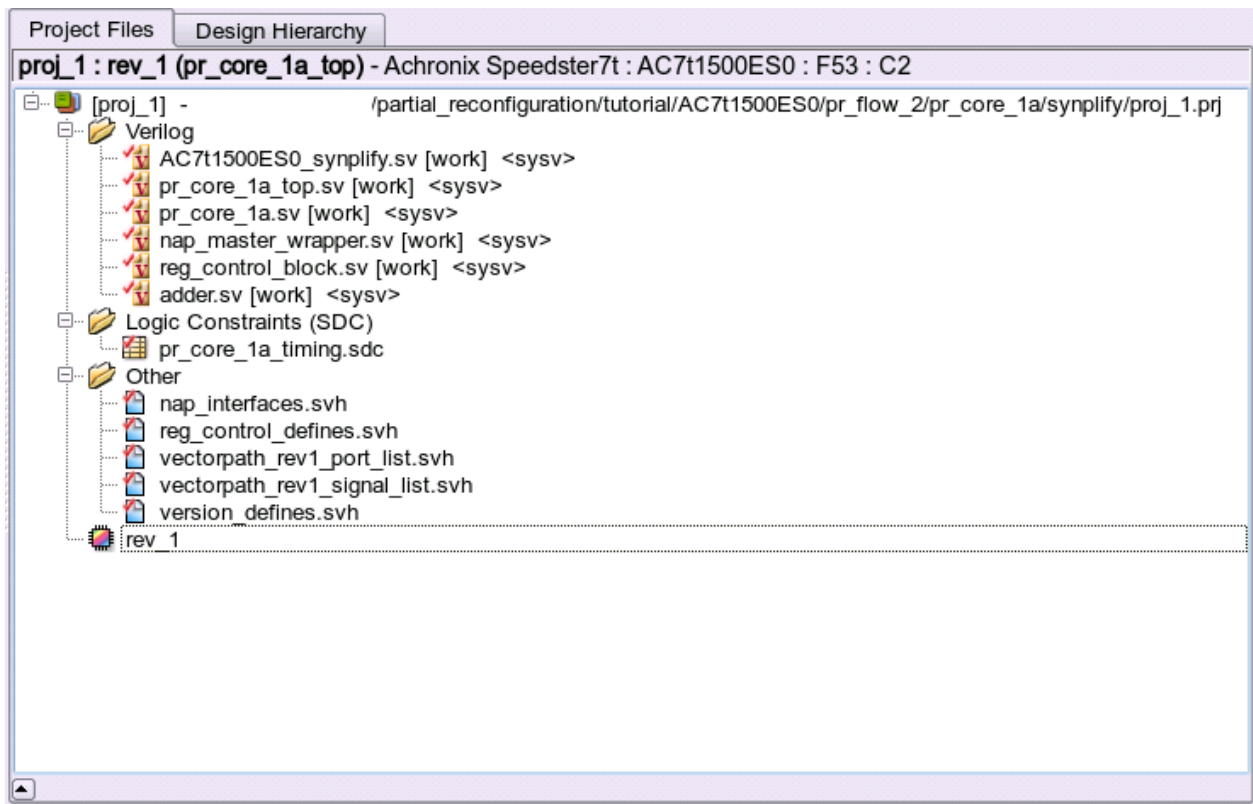 Project Files Design Hierarchy
proj_1 : rev_1 (pr_core_1a_top) - Achronix Speedster7t : AC7t1500ES0 : F53 : C2
[proj_1] - /partial_reconfiguration/tutorial/AC7t1500ES0/pr_flow_2/pr_core_1a/synplify/proj_1.prj
Verilog
AC7t1500ES0_synplify.sv [work] <sysv>
pr_core_1a_top.sv [work] <sysv>
pr_core_1a.sv [work] <sysv>
nap_master_wrapper.sv [work] <sysv>
reg_control_block.sv [work] <sysv>
adder.sv [work] <sysv>
Logic Constraints (SDC)
pr_core_1a_timing.sdc
Other
nap_interfaces.svh
reg_control_defines.svh
vectorpath_rev1_port_list.svh
vectorpath_rev1_signal_list.svh
version_defines.svh
rev_1